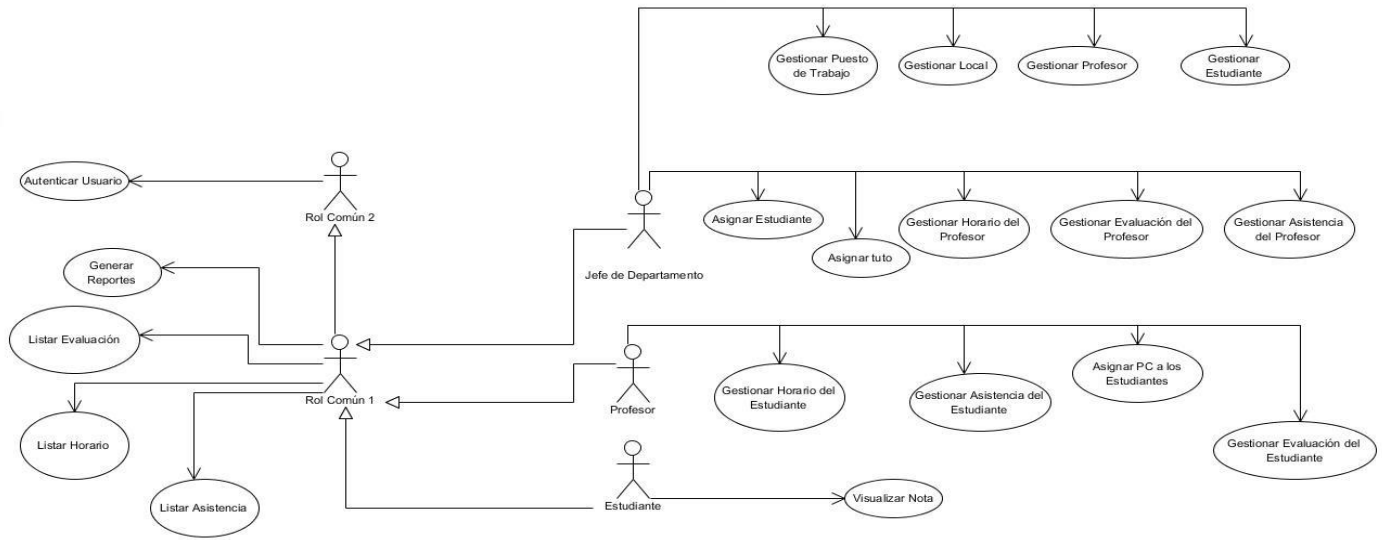 Gestionar Puesto
de Trabajo
Gestionar Local
Gestionar Profesor
Gestionar
Estudiante
Autenticar Usuario
Rol Común 2
Asignar Estudiante
Gestionar Horario del
Profesor
Gestionar Evaluación del
Profesor
Gestionar Asistencia
del Profesor
Asignar tuto
Jefe de Departamento
Generar
Reportes
Listar Evaluación
Rol Común 1
Listar Horario
Listar Asistencia
Profesor
Gestionar Horario del
Estudiante
Gestionar Asistencia del
Estudiante
Asignar PC a los
Estudiantes
Gestionar Evaluación del
Estudiante
Estudiante
Visualizar Nota